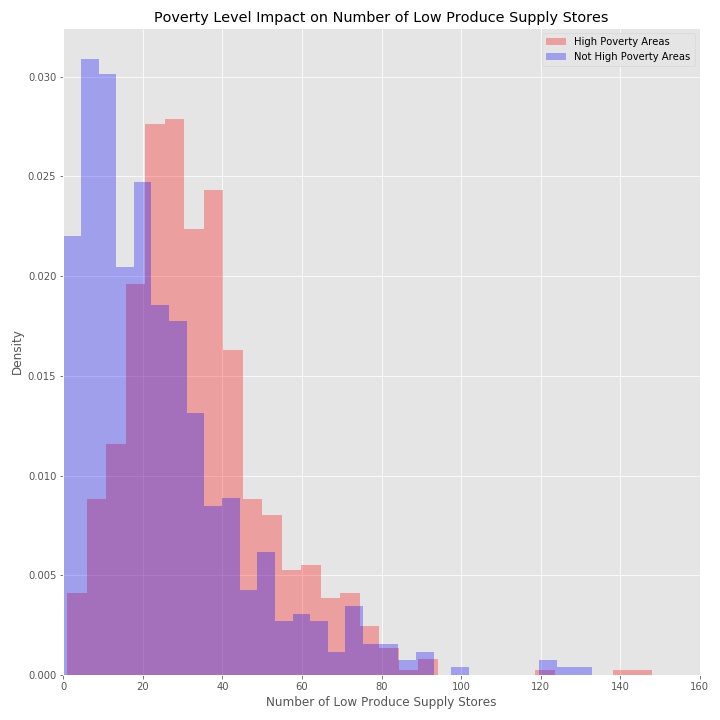 Poverty Level Impact on Number of Low Produce Supply Stores
High Poverty Areas
Not High Poverty Areas
0.030
0.025
0.020
0.015
0.010
0.005
0.000
Density
0 20 40 60 80 100 120 140 160
Number of Low Produce Supply Stores